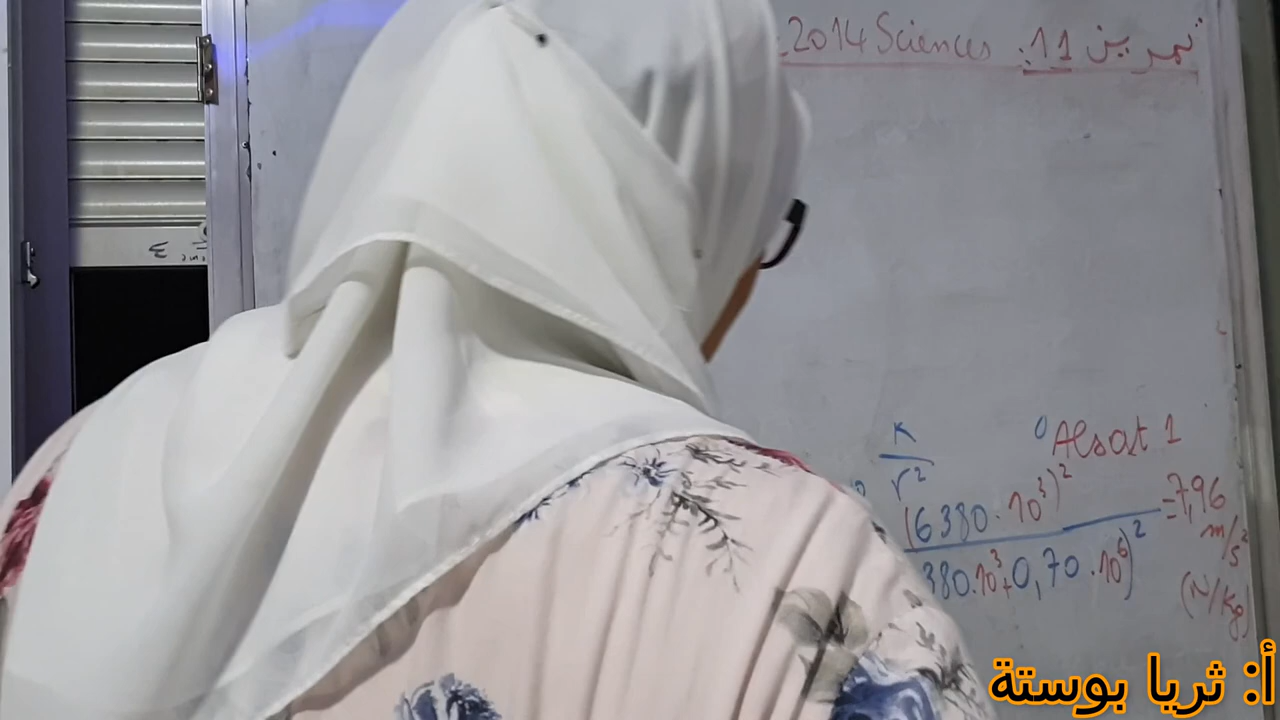 تمرين 11: 2014 Sciences
K
r²
Alsat 1
(6380.10³)²
=7,96
m/s²
380.10³+0,70.10⁶)²
(N/kg)
أ: ثريا بوستة